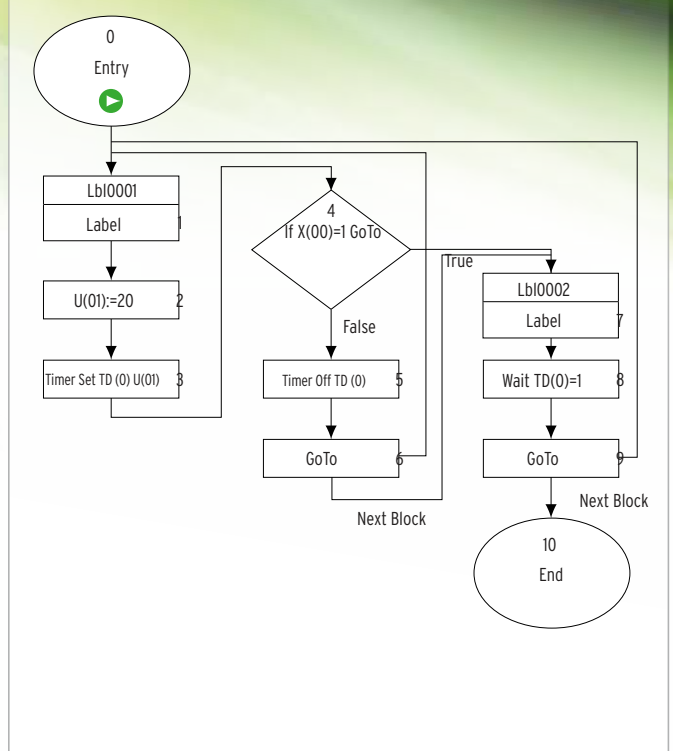 0
Entry
Lbl0001
Label 1
U(01):=20 2
Timer Set TD (0) U(01) 3
4
If X(00)=1 GoTo
True
False
Timer Off TD (0) 5
GoTo 6
Next Block
Lbl0002
Label 7
Wait TD(0)=1 8
GoTo 9
Next Block
10
End